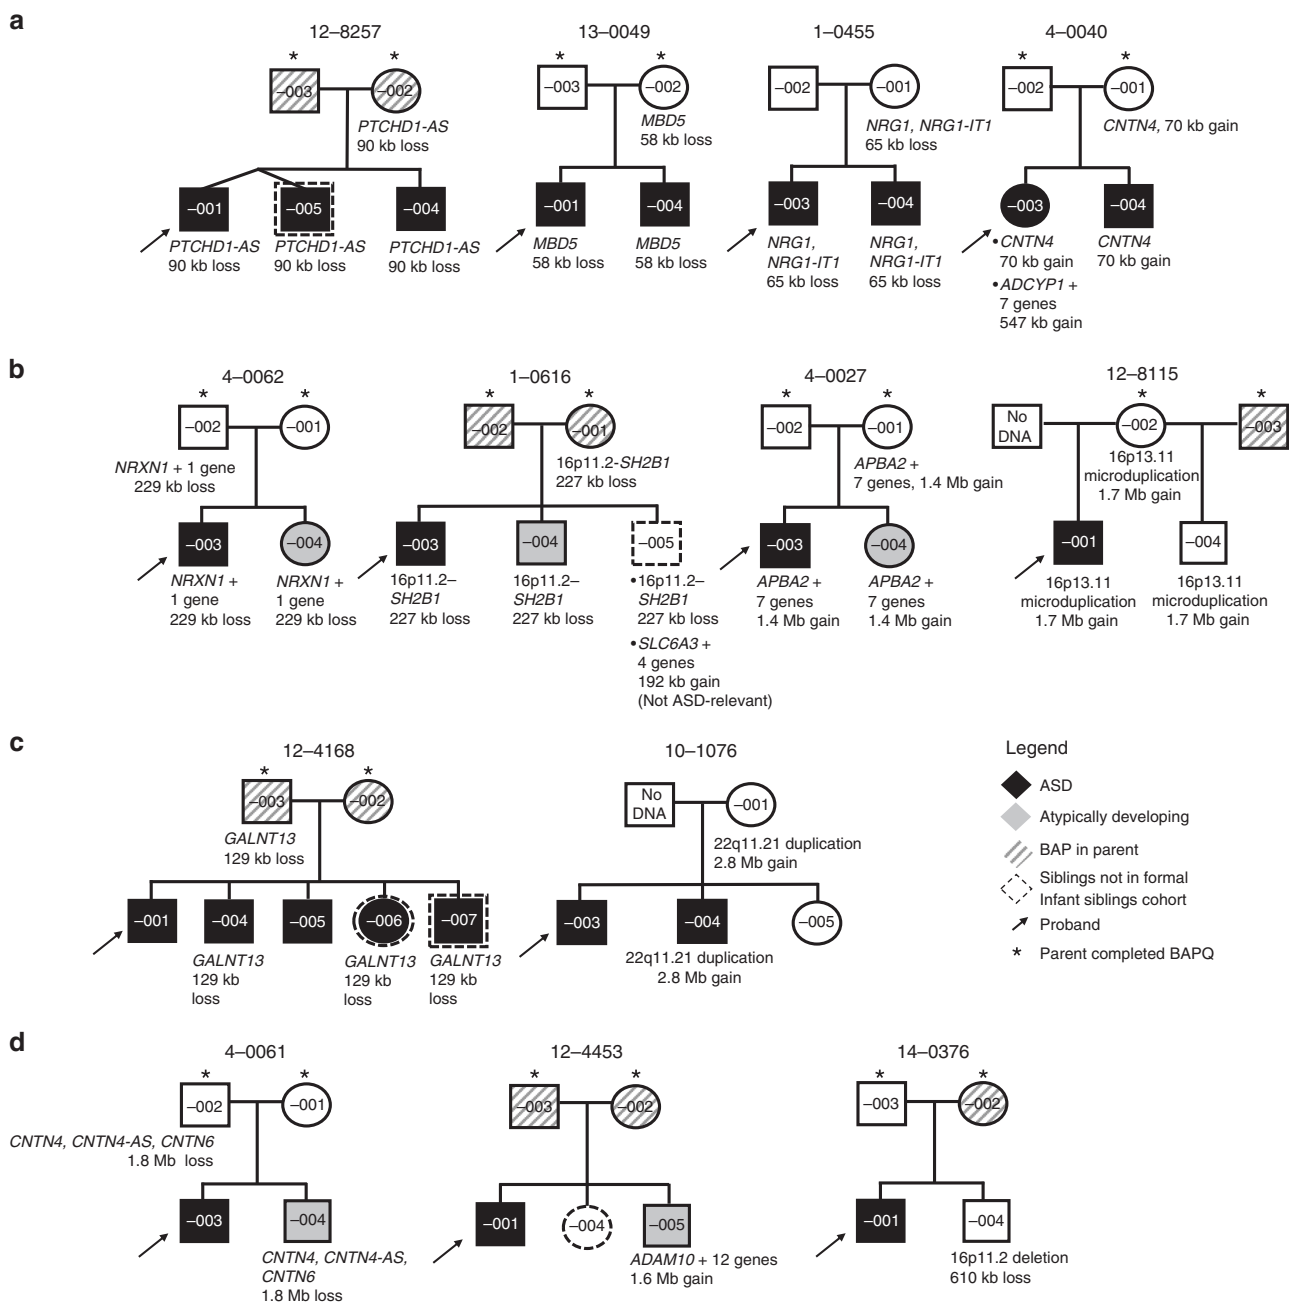 a
12–8257
13–0049
1–0455
4–0040
* * * * * *
–003 –002 –003 –002 –002 –001 –002 –001
PTCHD1-AS
90 kb loss
MBD5
58 kb loss
NRG1, NRG1-IT1
65 kb loss
CNTN4, 70 kb gain
–001 –005 –004 –001 –004 –003 –004 –003 –004
PTCHD1-AS
90 kb loss
PTCHD1-AS
90 kb loss
PTCHD1-AS
90 kb loss
MBD5
58 kb loss
MBD5
58 kb loss
NRG1,
NRG1-IT1
65 kb loss
NRG1,
NRG1-IT1
65 kb loss
•CNTN4
70 kb gain
•ADCYP1 +
7 genes
547 kb gain
CNTN4
70 kb gain
b
4–0062
1–0616
4–0027
12–8115
* * * * * * * *
–002 –001 –002 –001 –002 –001 No
DNA
–002 –003
NRXN1 + 1 gene
229 kb loss
16p11.2-SH2B1
227 kb loss
APBA2 +
7 genes, 1.4 Mb gain
16p13.11
microduplication
1.7 Mb gain
–003 –004 –003 –004 –005 –003 –004 –001 –004
NRXN1 +
1 gene
229 kb loss
NRXN1 +
1 gene
229 kb loss
16p11.2–
SH2B1
227 kb loss
16p11.2–
SH2B1
227 kb loss
•16p11.2–
SH2B1
227 kb loss
•SLC6A3 +
4 genes
192 kb gain
(Not ASD-relevant)
APBA2 +
7 genes
1.4 Mb gain
APBA2 +
7 genes
1.4 Mb gain
16p13.11
microduplication
1.7 Mb gain
16p13.11
microduplication
1.7 Mb gain
c
12–4168
10–1076
* *
–003 –002 No
DNA
–001
GALNT13
129 kb loss
22q11.21 duplication
2.8 Mb gain
–001 –004 –005 –006 –007 –003 –004 –005
GALNT13
129 kb
loss
GALNT13
129 kb
loss
GALNT13
129 kb
loss
22q11.21 duplication
2.8 Mb gain
Legend
ASD
Atypically developing
BAP in parent
Siblings not in formal
Infant siblings cohort
Proband
* Parent completed BAPQ
d
4–0061
12–4453
14–0376
* * * * * *
–002 –001 –003 –002 –003 –002
CNTN4, CNTN4-AS, CNTN6
1.8 Mb loss
–003 –004 –001 –004 –005 –001 –004
CNTN4, CNTN4-AS,
CNTN6
1.8 Mb loss
ADAM10 + 12 genes
1.6 Mb gain
16p11.2 deletion
610 kb loss